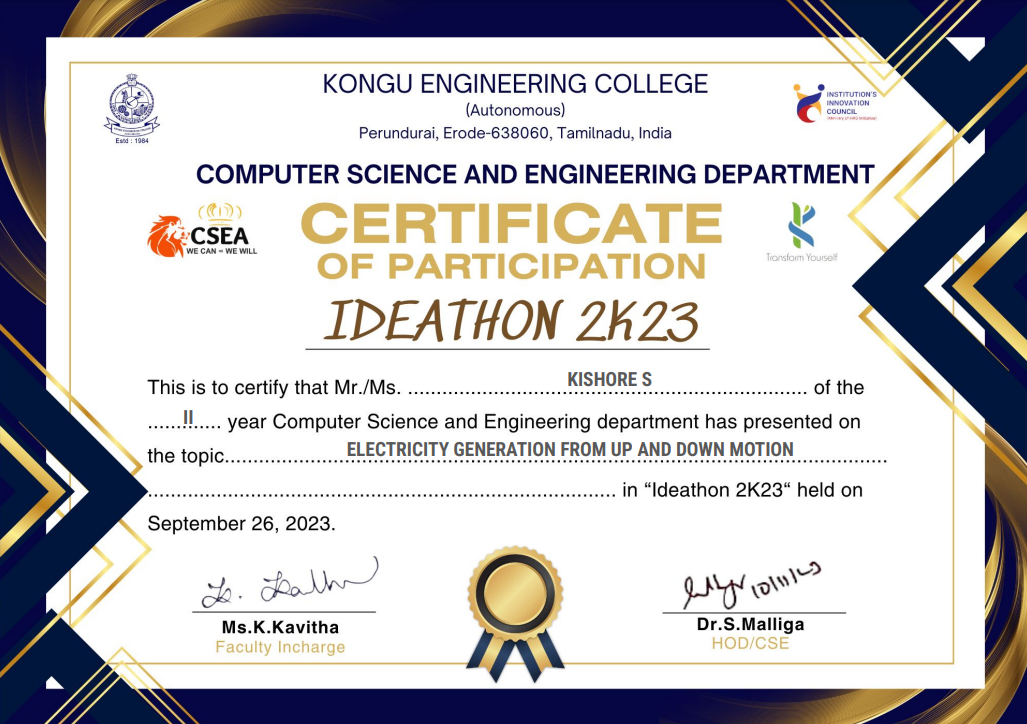 KONGU ENGINEERING COLLEGE
(Autonomous)
Perundurai, Erode-638060, Tamilnadu, India
Estd : 1984
INSTITUTION'S
INNOVATION
COUNCIL
(Ministry of HRD Initiative)
COMPUTER SCIENCE AND ENGINEERING DEPARTMENT
CSEA
WE CAN ∞ WE WILL
CERTIFICATE
OF PARTICIPATION
Transform Yourself
IDEATHON 2K23
This is to certify that Mr./Ms. KISHORE S of the
II year Computer Science and Engineering department has presented on
the topic ELECTRICITY GENERATION FROM UP AND DOWN MOTION
in “Ideathon 2K23“ held on
September 26, 2023.
10/11/23
Ms.K.Kavitha
Faculty Incharge
Dr.S.Malliga
HOD/CSE